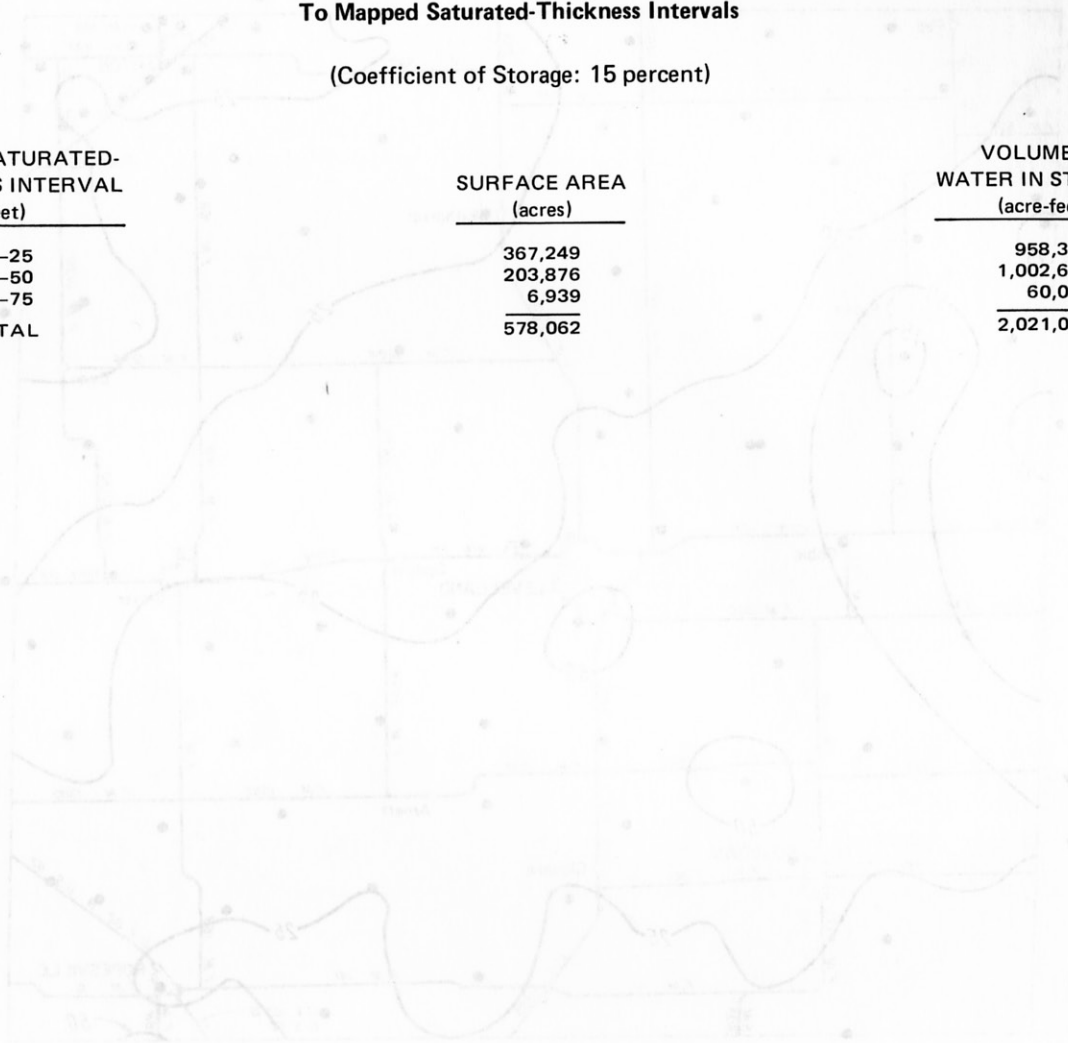 To Mapped Saturated-Thickness Intervals
(Coefficient of Storage: 15 percent)
ATURATED-
S INTERVAL
et)
SURFACE AREA
(acres)
VOLUME
WATER IN ST
(acre-fee
–25 367,249 958,3
–50 203,876 1,002,6
–75 6,939 60,0
TAL 578,062 2,021,0